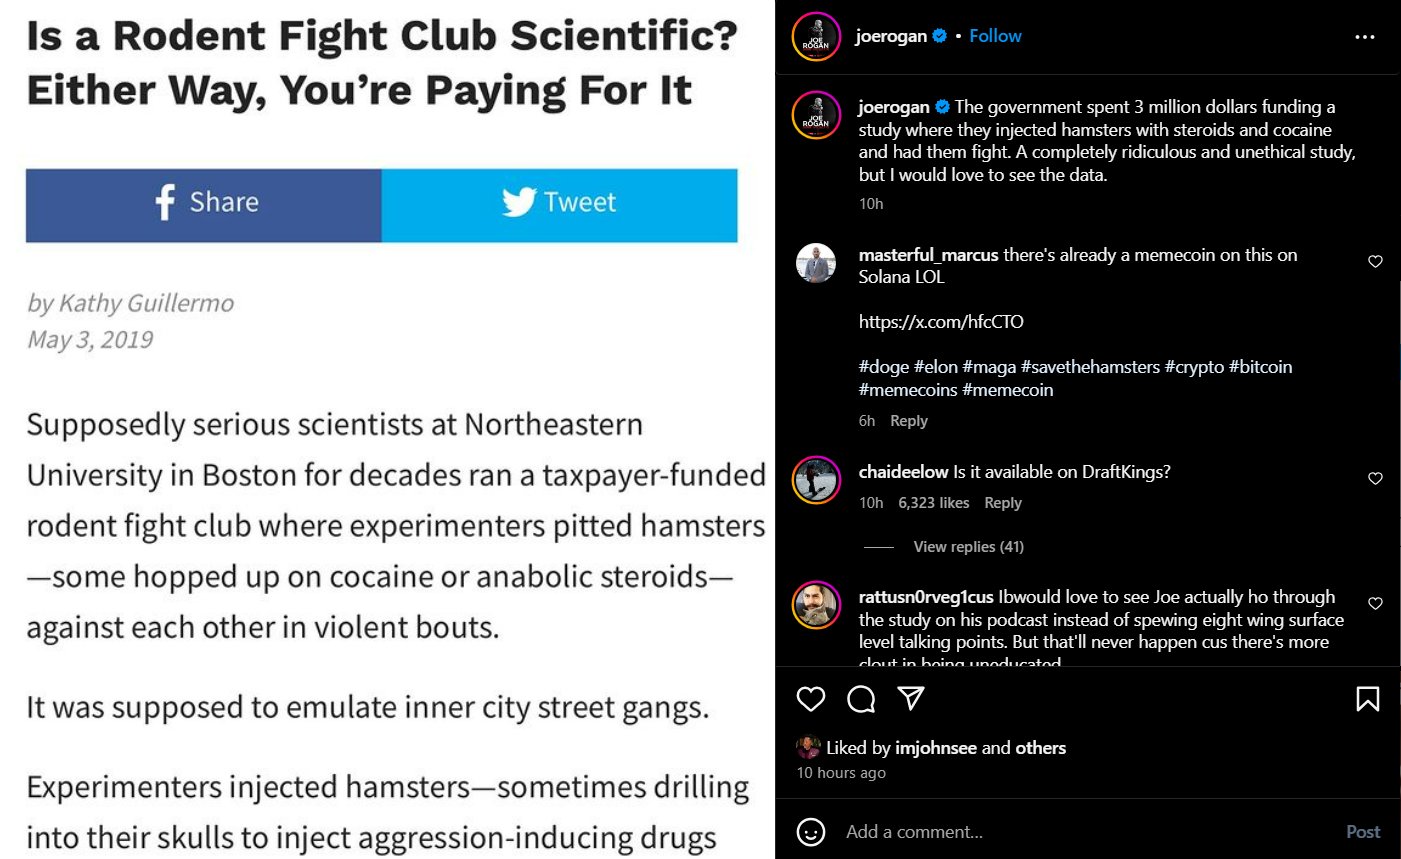 Is a Rodent Fight Club Scientific?
Either Way, You're Paying For It
Share
Tweet
by Kathy Guillermo
May 3, 2019
Supposedly serious scientists at Northeastern
University in Boston for decades ran a taxpayer-funded
rodent fight club where experimenters pitted hamsters
—some hopped up on cocaine or anabolic steroids—
against each other in violent bouts.
It was supposed to emulate inner city street gangs.
Experimenters injected hamsters—sometimes drilling
into their skulls to inject aggression-inducing drugs
JOE
ROGAN
joerogan • Follow
JOE
ROGAN
joerogan The government spent 3 million dollars funding a
study where they injected hamsters with steroids and cocaine
and had them fight. A completely ridiculous and unethical study,
but I would love to see the data.
10h
masterful_marcus there's already a memecoin on this on
Solana LOL
https://x.com/hfcCTO
#doge #elon #maga #savethehamsters #crypto #bitcoin
#memecoins #memecoin
6h Reply
chaideelow Is it available on DraftKings?
10h 6,323 likes Reply
View replies (41)
rattusn0rveg1cus Ibwould love to see Joe actually ho through
the study on his podcast instead of spewing eight wing surface
level talking points. But that'll never happen cus there's more
clout in being uneducated
Liked by imjohnsee and others
10 hours ago
Add a comment...
Post